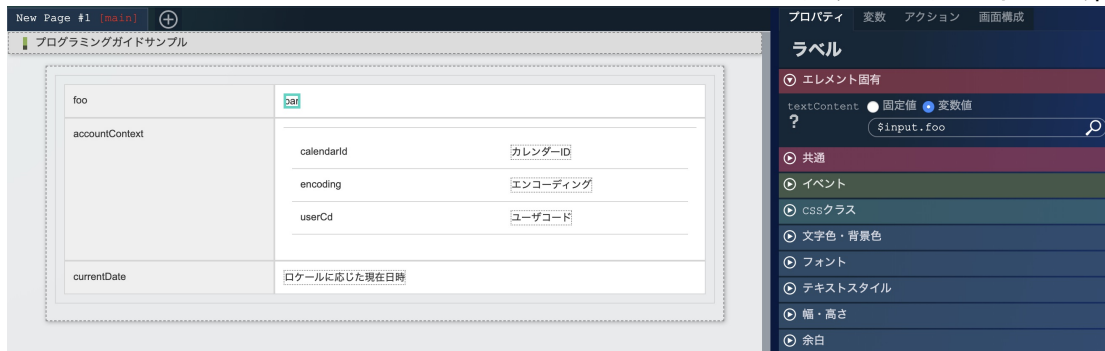 New Page #1 [main]
プログラミングガイドサンプル
foo
bar
accountContext
calendarId
カレンダーID
encoding
エンコーディング
userCd
ユーザコード
currentDate
ロケールに応じた現在日時
プロパティ 変数 アクション 画面構成
ラベル
エレメント固有
textContent 固定値 変数値
? $input.foo
共通
イベント
CSSクラス
文字色・背景色
フォント
テキストスタイル
幅・高さ
余白